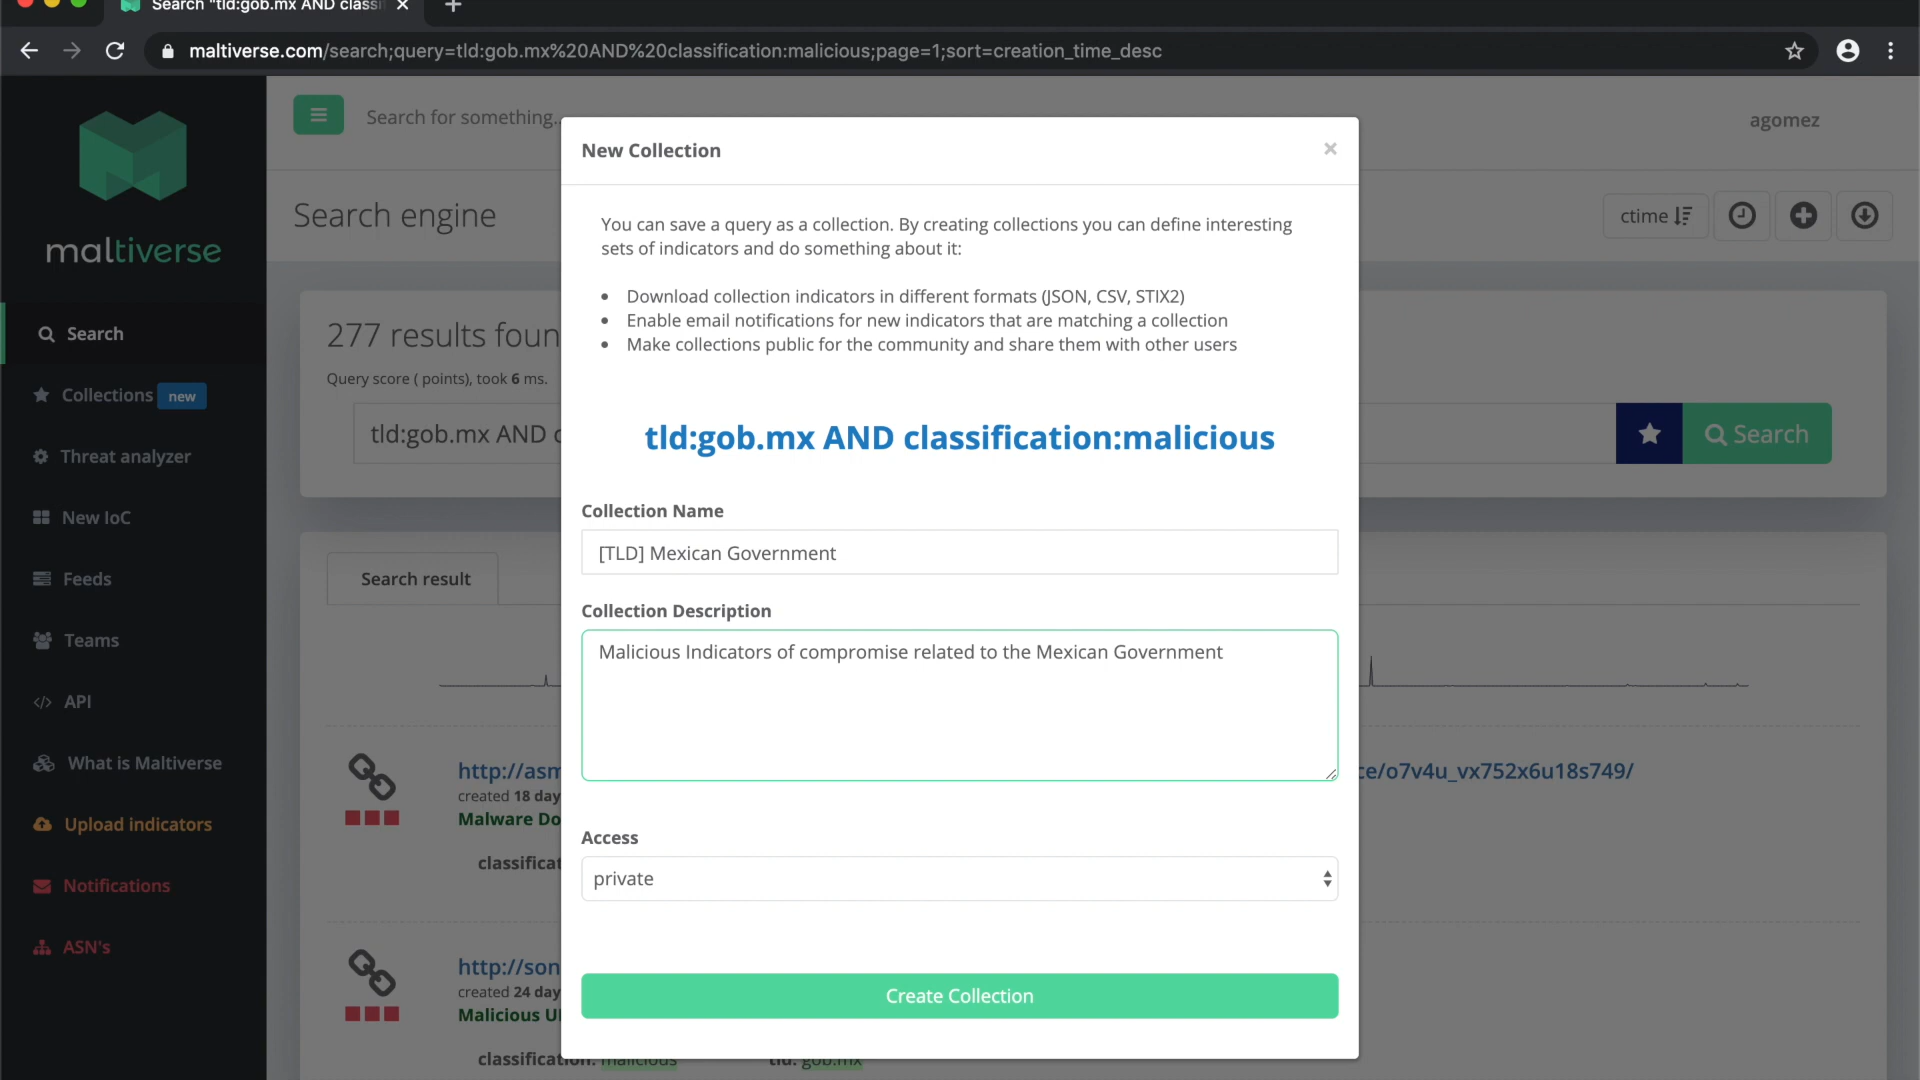 Search "tld:gob.mx AND classi
maltiverse.com/search;query=tld:gob.mx%20AND%20classification:malicious;page=1;sort=creation_time_desc
maltiverse
Search
Collections new
Threat analyzer
New IoC
Feeds
Teams
API
What is Maltiverse
Upload indicators
Notifications
ASN's
Search for something..
agomez
Search engine
ctime
277 results foun
Query score ( points), took 6 ms.
tld:gob.mx AND c
Search
Search result
http://asm
ce/o7v4u_vx752x6u18s749/
created 18 day
Malware Do
classificat
http://son
created 24 day
Malicious U
classification: malicious
tld: gob.mx
New Collection
×
You can save a query as a collection. By creating collections you can define interesting
sets of indicators and do something about it:
• Download collection indicators in different formats (JSON, CSV, STIX2)
• Enable email notifications for new indicators that are matching a collection
• Make collections public for the community and share them with other users
tld:gob.mx AND classification:malicious
Collection Name
[TLD] Mexican Government
Collection Description
Malicious Indicators of compromise related to the Mexican Government
Access
private
Create Collection